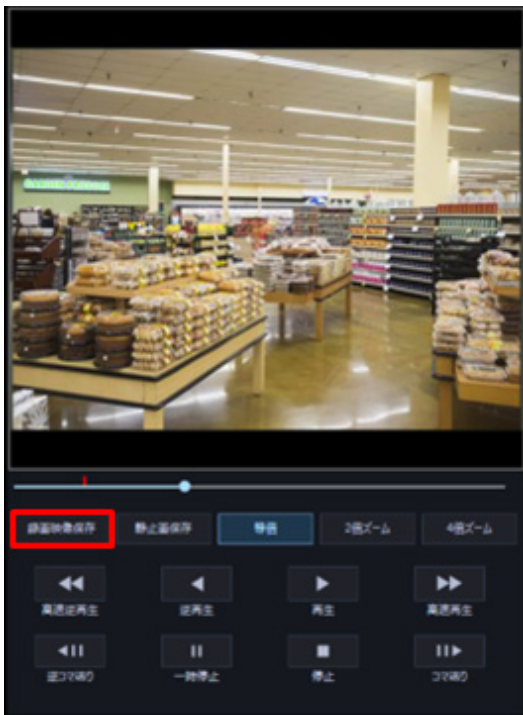 録画映像保存 静止画保存 等倍 2倍ズーム 4倍ズーム
高速逆再生 逆再生 再生 高速再生
逆コマ送り 一時停止 停止 コマ送り